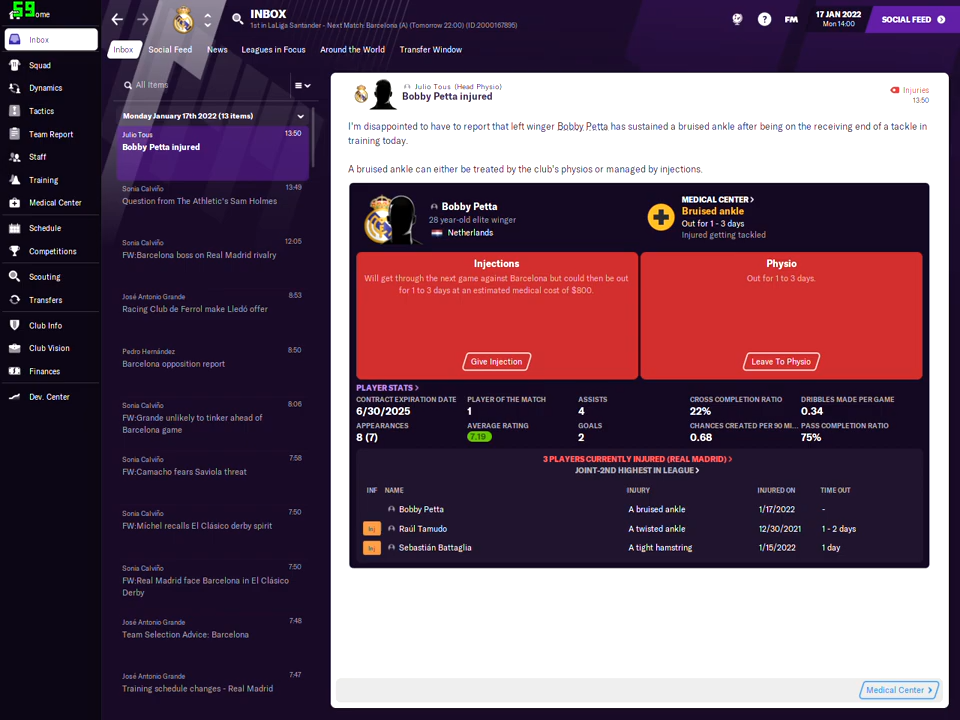 59
ome
INBOX
1st in LaLiga Santander - Next Match: Barcelona (A) (Tomorrow 22:00) (ID:2000167895)
FM
17 JAN 2022
Mon 14:00
SOCIAL FEED
Inbox
Squad
Dynamics
Tactics
Team Report
Staff
Training
Medical Center
Schedule
Competitions
Scouting
Transfers
Club Info
Club Vision
Finances
Dev. Center
Inbox
Social Feed
News
Leagues in Focus
Around the World
Transfer Window
All Items
Monday January 17th 2022 (13 items)
Julio Tous 13:50
Bobby Petta injured
Sonia Calviño 13:49
Question from The Athletic's Sam Holmes
Sonia Calviño 12:05
FW:Barcelona boss on Real Madrid rivalry
José Antonio Grande 8:53
Racing Club de Ferrol make Lledó offer
Pedro Hernández 8:50
Barcelona opposition report
Sonia Calviño 8:06
FW:Grande unlikely to tinker ahead of
Barcelona game
Sonia Calviño 7:58
FW:Camacho fears Saviola threat
Sonia Calviño 7:50
FW:Míchel recalls El Clásico derby spirit
Sonia Calviño 7:50
FW:Real Madrid face Barcelona in El Clásico
Derby
José Antonio Grande 7:48
Team Selection Advice: Barcelona
José Antonio Grande 7:47
Training schedule changes - Real Madrid
Julio Tous (Head Physio)
Bobby Petta injured
Injuries
13:50
I'm disappointed to have to report that left winger Bobby Petta has sustained a bruised ankle after being on the receiving end of a tackle in
training today.
A bruised ankle can either be treated by the club's physios or managed by injections.
Bobby Petta
28 year-old elite winger
Netherlands
MEDICAL CENTER >
Bruised ankle
Out for 1 - 3 days
Injured getting tackled
Injections
Will get through the next game against Barcelona but could then be out
for 1 to 3 days at an estimated medical cost of $800.
Give Injection
Physio
Out for 1 to 3 days.
Leave To Physio
PLAYER STATS >
CONTRACT EXPIRATION DATE PLAYER OF THE MATCH ASSISTS CROSS COMPLETION RATIO DRIBBLES MADE PER GAME
6/30/2025 1 4 22% 0.34
APPEARANCES AVERAGE RATING GOALS CHANCES CREATED PER 90 MI... PASS COMPLETION RATIO
8 (7) 7.19 2 0.68 75%
3 PLAYERS CURRENTLY INJURED (REAL MADRID) >
JOINT-2ND HIGHEST IN LEAGUE >
INF NAME INJURY INJURED ON TIME OUT
Bobby Petta A bruised ankle 1/17/2022 -
Inj Raúl Tamudo A twisted ankle 12/30/2021 1 - 2 days
Inj Sebastián Battaglia A tight hamstring 1/15/2022 1 day
Medical Center >